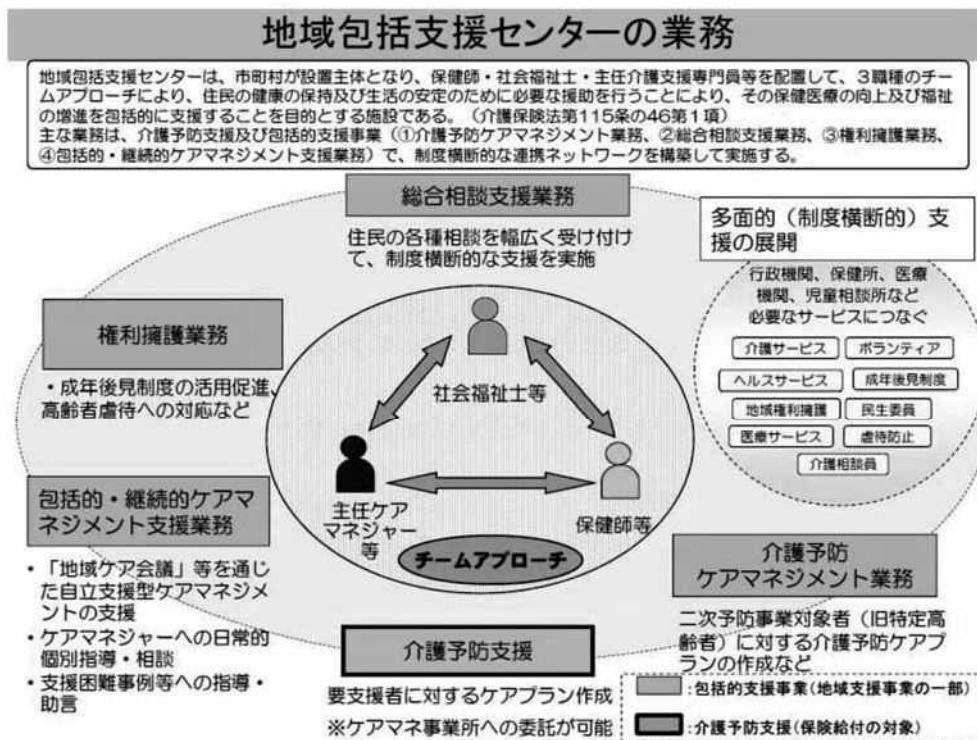 地域包括支援センターの業務
地域包括支援センターは、市町村が設置主体となり、保健師・社会福祉士・主任介護支援専門員等を配置して、3職種のチー
ムアプローチにより、住民の健康の保持及び生活の安定のために必要な援助を行うことにより、その保健医療の向上及び福祉
の増進を包括的に支援することを目的とする施設である。（介護保険法第115条の46第1項）
主な業務は、介護予防支援及び包括的支援事業（①介護予防ケアマネジメント業務、②総合相談支援業務、③権利擁護業務、
④包括的・継続的ケアマネジメント支援業務）で、制度横断的な連携ネットワークを構築して実施する。
総合相談支援業務
住民の各種相談を幅広く受け付け
て、制度横断的な支援を実施
多面的（制度横断的）支
援の展開
行政機関、保健所、医療
機関、児童相談所など
必要なサービスにつなぐ
介護サービス
ボランティア
ヘルスサービス
成年後見制度
地域権利擁護
民生委員
医療サービス
虐待防止
介護相談員
権利擁護業務
・成年後見制度の活用促進、
高齢者虐待への対応など
社会福祉士等
主任ケア
マネジャー
等
保健師等
チームアプローチ
包括的・継続的ケアマ
ネジメント支援業務
・「地域ケア会議」等を通じ
た自立支援型ケアマネジメ
ントの支援
・ケアマネジャーへの日常的
個別指導・相談
・支援困難事例等への指導・
助言
介護予防
ケアマネジメント業務
二次予防事業対象者（旧特定高
齢者）に対する介護予防ケアプ
ランの作成など
介護予防支援
要支援者に対するケアプラン作成
※ケアマネ事業所への委託が可能
:包括的支援事業(地域支援事業の一部)
:介護予防支援(保険給付の対象)